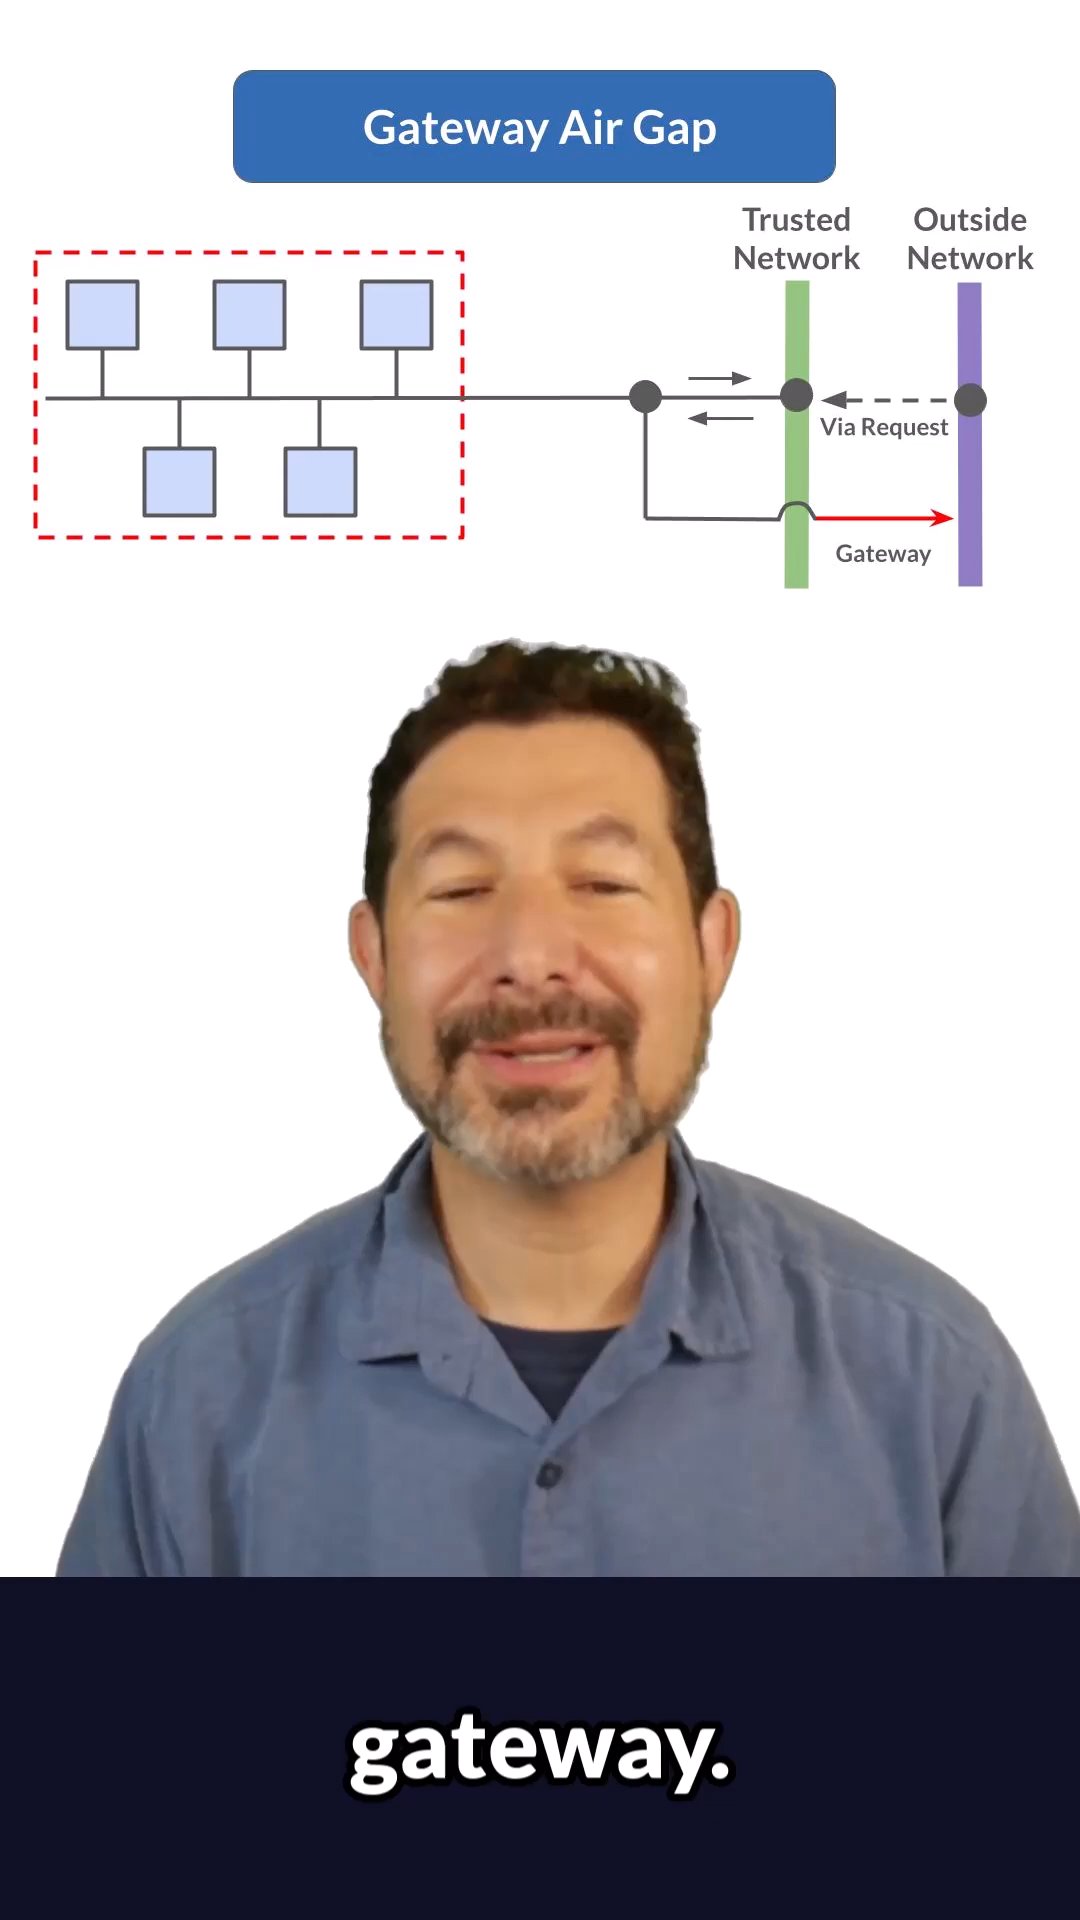 Gateway Air Gap
Trusted
Network
Outside
Network
Via Request
Gateway
gateway.